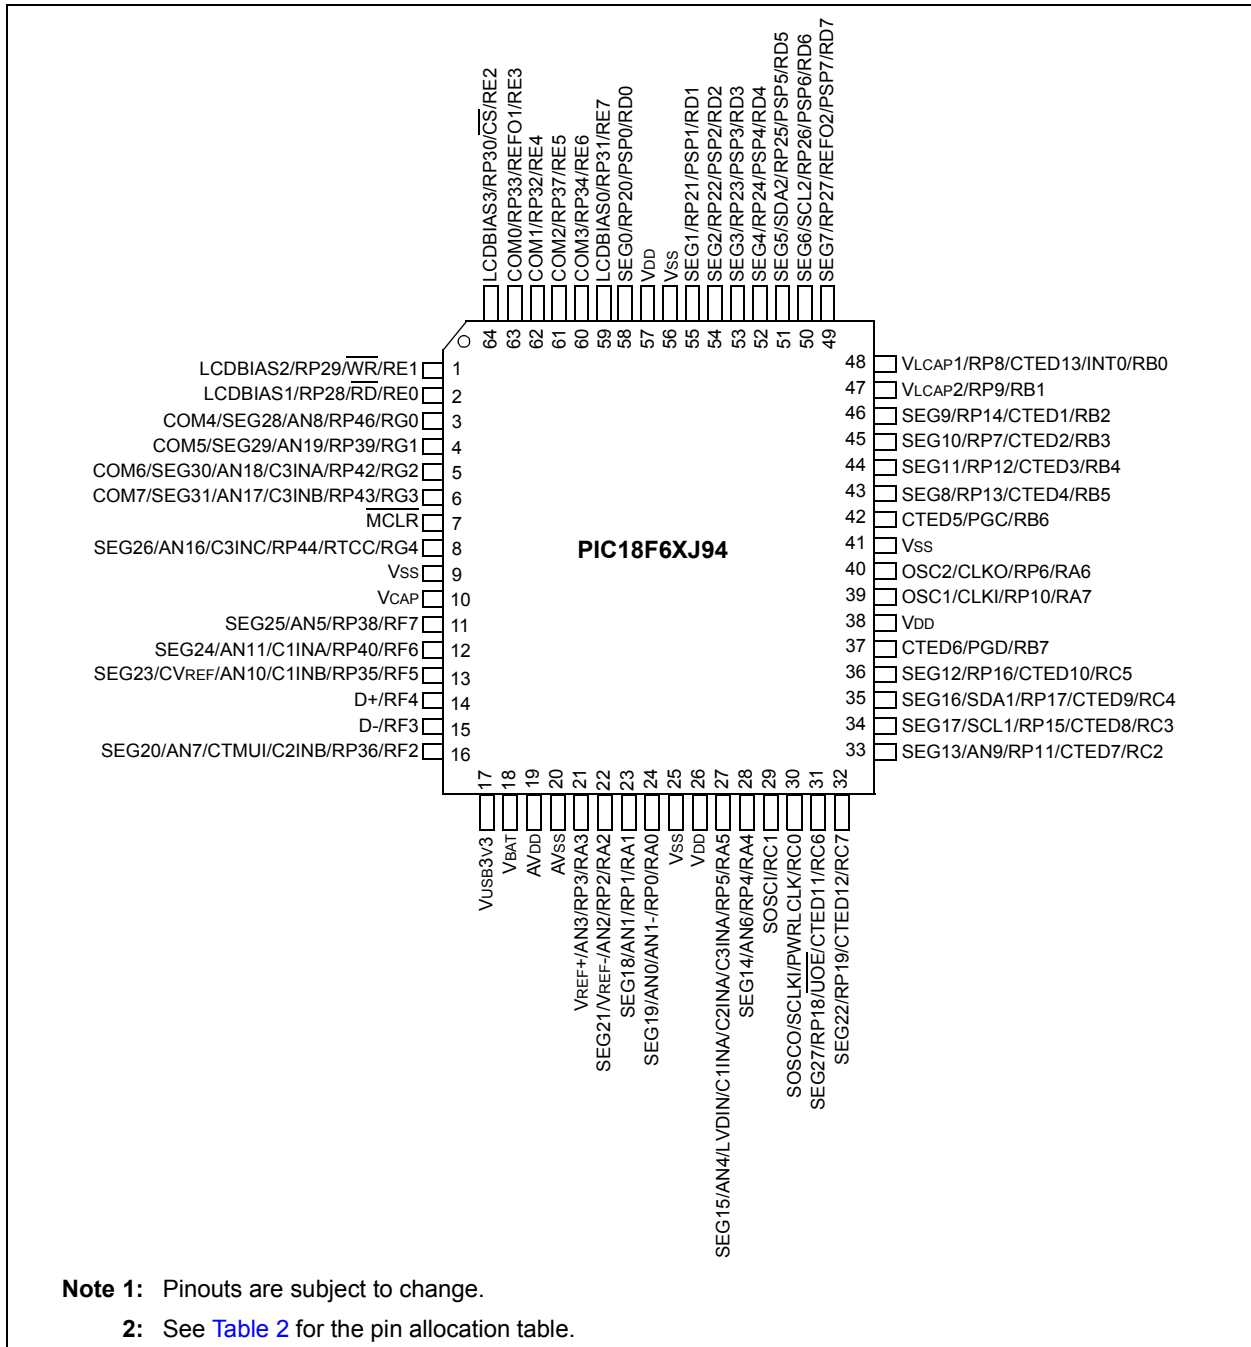 LCDBIAS3/RP30/CS/RE2
COM0/RP33/REFO1/RE3
COM1/RP32/RE4
COM2/RP37/RE5
COM3/RP34/RE6
LCDBIAS0/RP31/RE7
SEG0/RP20/PSP0/RD0
VDD
VSS
SEG1/RP21/PSP1/RD1
SEG2/RP22/PSP2/RD2
SEG3/RP23/PSP3/RD3
SEG4/RP24/PSP4/RD4
SEG5/SDA2/RP25/PSP5/RD5
SEG6/SCL2/RP26/PSP6/RD6
SEG7/RP27/REFO2/PSP7/RD7
64 63 62 61 60 59 58 57 56 55 54 53 52 51 50 49
LCDBIAS2/RP29/WR/RE1 1
LCDBIAS1/RP28/RD/RE0 2
COM4/SEG28/AN8/RP46/RG0 3
COM5/SEG29/AN19/RP39/RG1 4
COM6/SEG30/AN18/C3INA/RP42/RG2 5
COM7/SEG31/AN17/C3INB/RP43/RG3 6
MCLR 7
SEG26/AN16/C3INC/RP44/RTCC/RG4 8
VSS 9
VCAP 10
SEG25/AN5/RP38/RF7 11
SEG24/AN11/C1INA/RP40/RF6 12
SEG23/CVREF/AN10/C1INB/RP35/RF5 13
D+/RF4 14
D-/RF3 15
SEG20/AN7/CTMUI/C2INB/RP36/RF2 16
PIC18F6XJ94
48 VLCAP1/RP8/CTED13/INT0/RB0
47 VLCAP2/RP9/RB1
46 SEG9/RP14/CTED1/RB2
45 SEG10/RP7/CTED2/RB3
44 SEG11/RP12/CTED3/RB4
43 SEG8/RP13/CTED4/RB5
42 CTED5/PGC/RB6
41 VSS
40 OSC2/CLKO/RP6/RA6
39 OSC1/CLKI/RP10/RA7
38 VDD
37 CTED6/PGD/RB7
36 SEG12/RP16/CTED10/RC5
35 SEG16/SDA1/RP17/CTED9/RC4
34 SEG17/SCL1/RP15/CTED8/RC3
33 SEG13/AN9/RP11/CTED7/RC2
17 18 19 20 21 22 23 24 25 26 27 28 29 30 31 32
VUSB3V3
VBAT
AVDD
AVSS
VREF+/AN3/RP3/RA3
SEG21/VREF-/AN2/RP2/RA2
SEG18/AN1/RP1/RA1
SEG19/AN0/AN1-/RP0/RA0
VSS
VDD
SEG15/AN4/LVDIN/C1INA/C2INA/C3INA/RP5/RA5
SEG14/AN6/RP4/RA4
SOSCI/RC1
SOSCO/SCLKI/PWRLCLK/RC0
SEG27/RP18/UOE/CTED11/RC6
SEG22/RP19/CTED12/RC7
Note 1: Pinouts are subject to change.
2: See Table 2 for the pin allocation table.